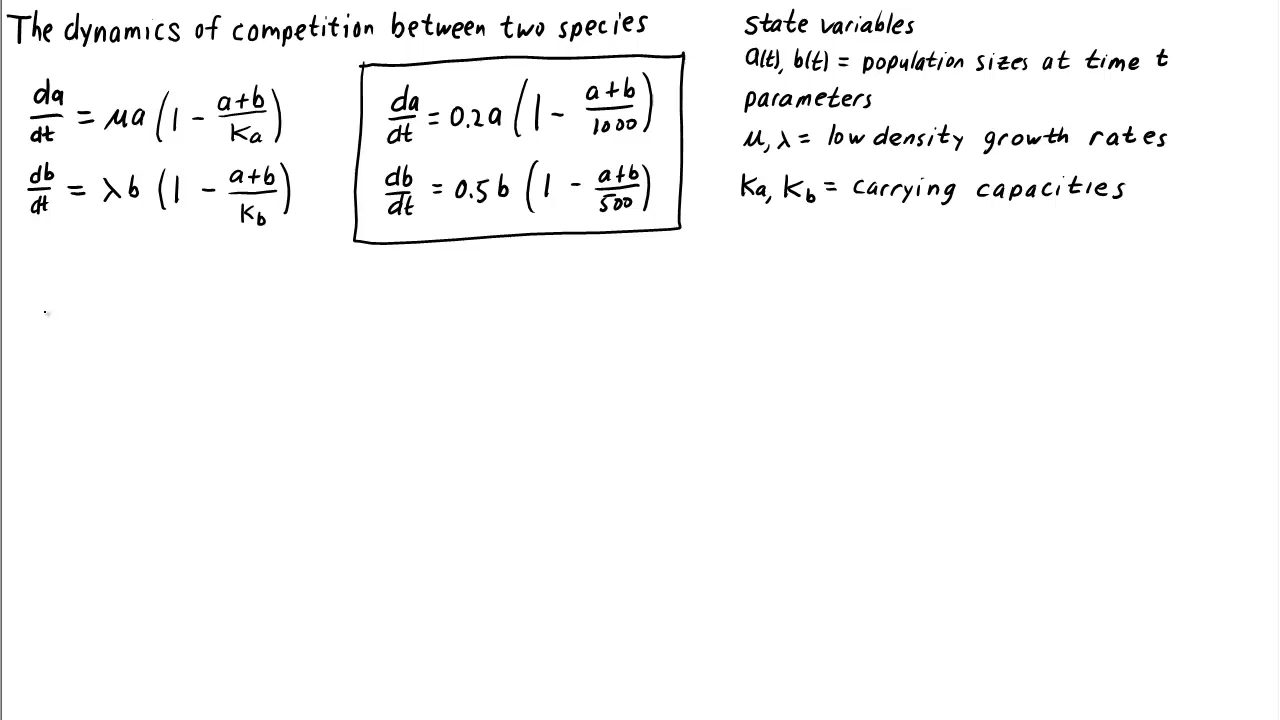 The dynamics of competition between two species
da/dt = μa (1 - (a+b)/Ka)
db/dt = λb (1 - (a+b)/Kb)
da/dt = 0.2a (1 - (a+b)/1000)
db/dt = 0.5b (1 - (a+b)/500)
State variables
a(t), b(t) = population sizes at time t
parameters
μ, λ = low density growth rates
Ka, Kb = carrying capacities